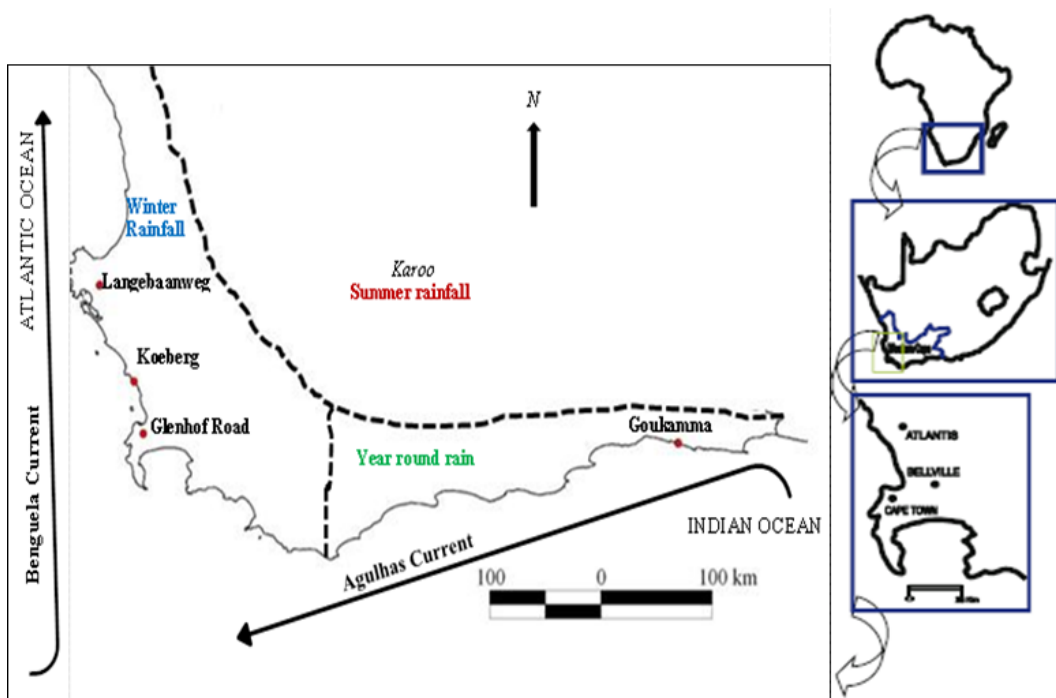 N
ATLANTIC OCEAN
Winter
Rainfall
Karoo
Summer rainfall
Langebaanweg
Koeberg
Glenhof Road
Goukamma
Year round rain
Benguela Current
INDIAN OCEAN
Agulhas Current
100 0 100 km
ATLANTIS
BELLVILLE
CAPE TOWN